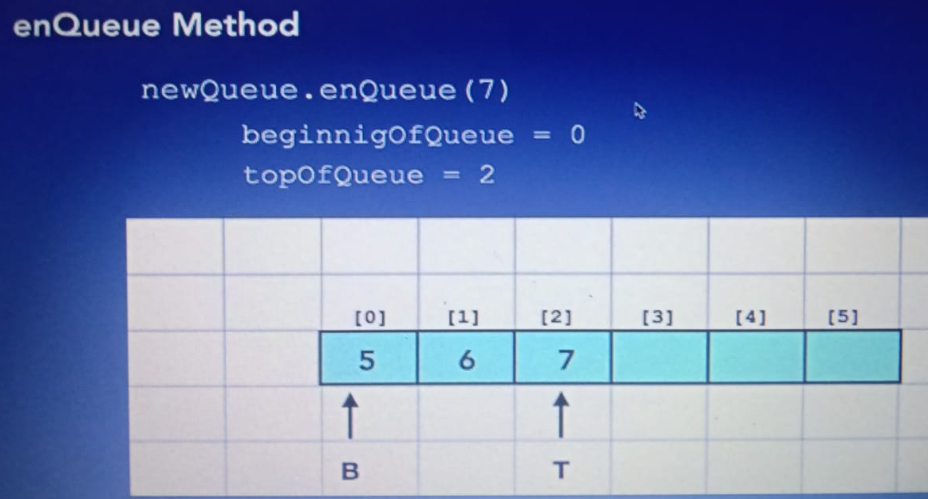 enQueue Method
newQueue.enQueue(7)
beginnigOfQueue = 0
topOfQueue = 2
[0] [1] [2] [3] [4] [5]
5 6 7
B T